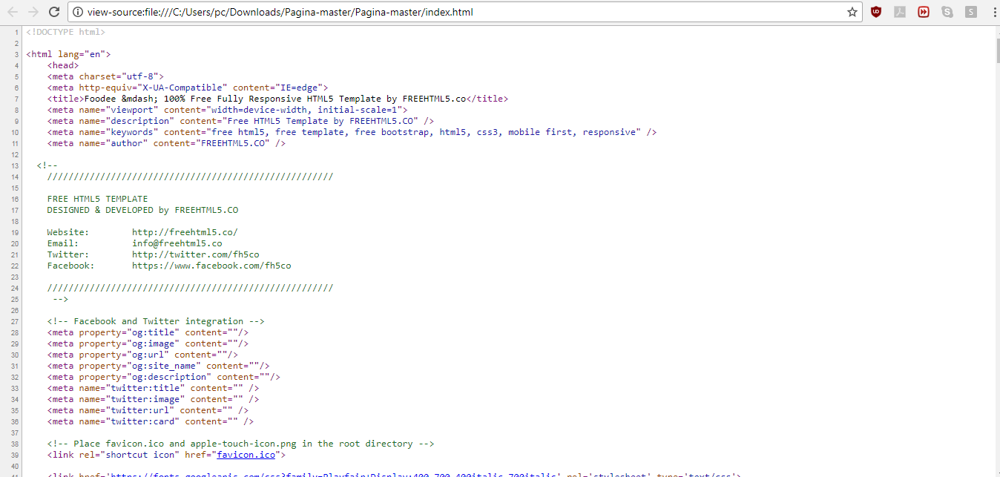 view-source:file:///C:/Users/pc/Downloads/Pagina-master/Pagina-master/index.html
1 <!DOCTYPE html>
2
3 <html lang="en">
4 <head>
5 <meta charset="utf-8">
6 <meta http-equiv="X-UA-Compatible" content="IE=edge">
7 <title>Foodee &mdash; 100% Free Fully Responsive HTML5 Template by FREEHTML5.co</title>
8 <meta name="viewport" content="width=device-width, initial-scale=1">
9 <meta name="description" content="Free HTML5 Template by FREEHTML5.CO" />
10 <meta name="keywords" content="free html5, free template, free bootstrap, html5, css3, mobile first, responsive" />
11 <meta name="author" content="FREEHTML5.CO" />
12
13 <!--
14 //////////////////////////////////////////////////////
15
16 FREE HTML5 TEMPLATE
17 DESIGNED & DEVELOPED by FREEHTML5.CO
18
19 Website: http://freehtml5.co/
20 Email: info@freehtml5.co
21 Twitter: http://twitter.com/fh5co
22 Facebook: https://www.facebook.com/fh5co
23
24 //////////////////////////////////////////////////////
25 -->
26
27 <!-- Facebook and Twitter integration -->
28 <meta property="og:title" content=""/>
29 <meta property="og:image" content=""/>
30 <meta property="og:url" content=""/>
31 <meta property="og:site_name" content=""/>
32 <meta property="og:description" content=""/>
33 <meta name="twitter:title" content="" />
34 <meta name="twitter:image" content="" />
35 <meta name="twitter:url" content="" />
36 <meta name="twitter:card" content="" />
37
38 <!-- Place favicon.ico and apple-touch-icon.png in the root directory -->
39 <link rel="shortcut icon" href="favicon.ico">
40
<link href='https://fonts.googleapis.com/css?family=Playfair+Display:400,700,400italic,700italic' rel='stylesheet' type='text/css'>